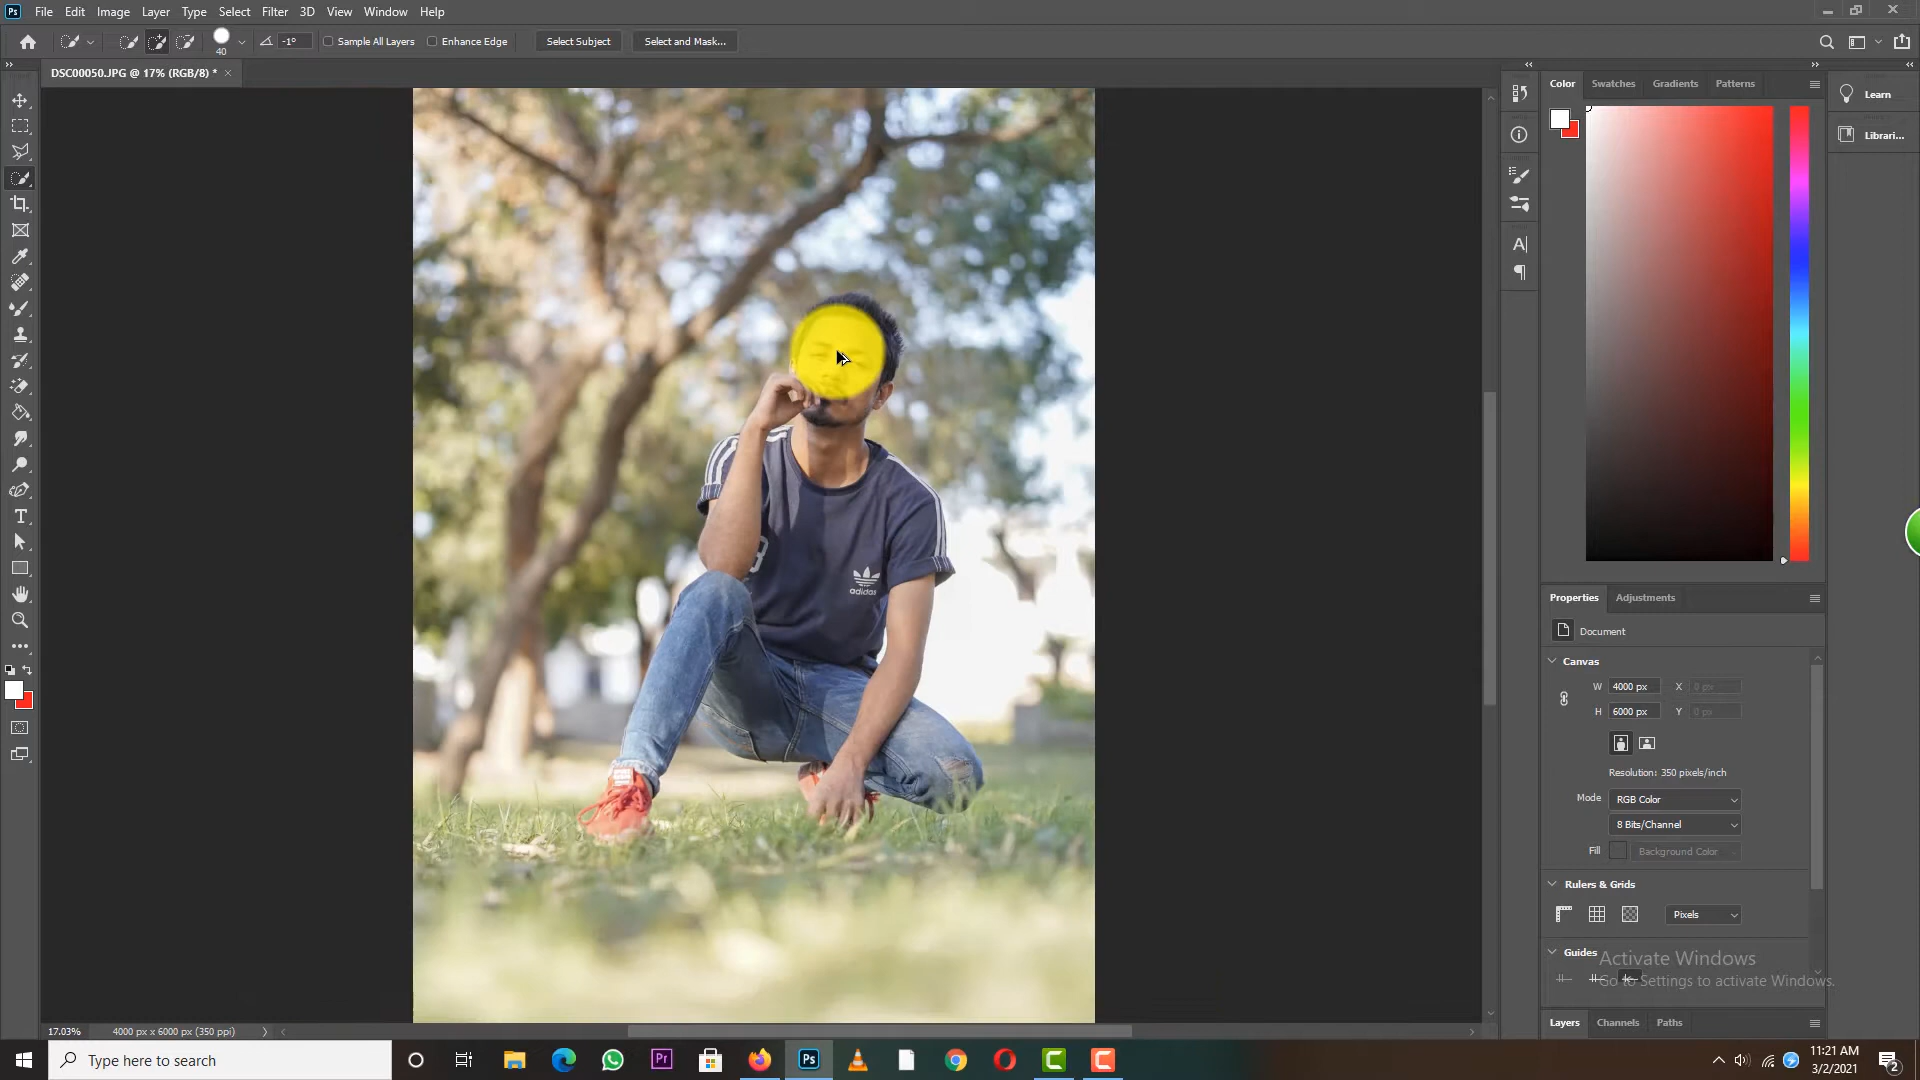 Ps File Edit Image Layer Type Select Filter 3D View Window Help
40 -1° Sample All Layers Enhance Edge Select Subject Select and Mask...
DSC00050.JPG @ 17% (RGB/8) * ×
Color Swatches Gradients Patterns
Learn
Librari...
adidas
Properties Adjustments
Document
Canvas
W 4000 px X 0 px
H 6000 px Y 0 px
Resolution: 350 pixels/inch
Mode RGB Color
8 Bits/Channel
Fill Background Color
Rulers & Grids
Pixels
Guides
Activate Windows
Go to Settings to activate Windows.
Layers Channels Paths
17.03% 4000 px x 6000 px (350 ppi)
Type here to search
Pr
Ps
11:21 AM
3/2/2021
2